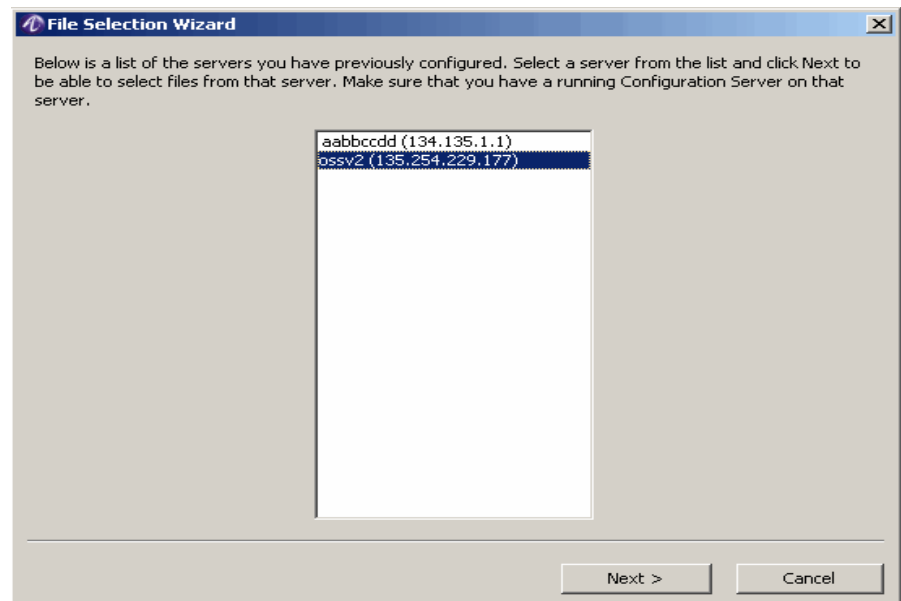 File Selection Wizard
Below is a list of the servers you have previously configured. Select a server from the list and click Next to
be able to select files from that server. Make sure that you have a running Configuration Server on that
server.
aabbccdd (134.135.1.1)
ossv2 (135.254.229.177)
Next >
Cancel